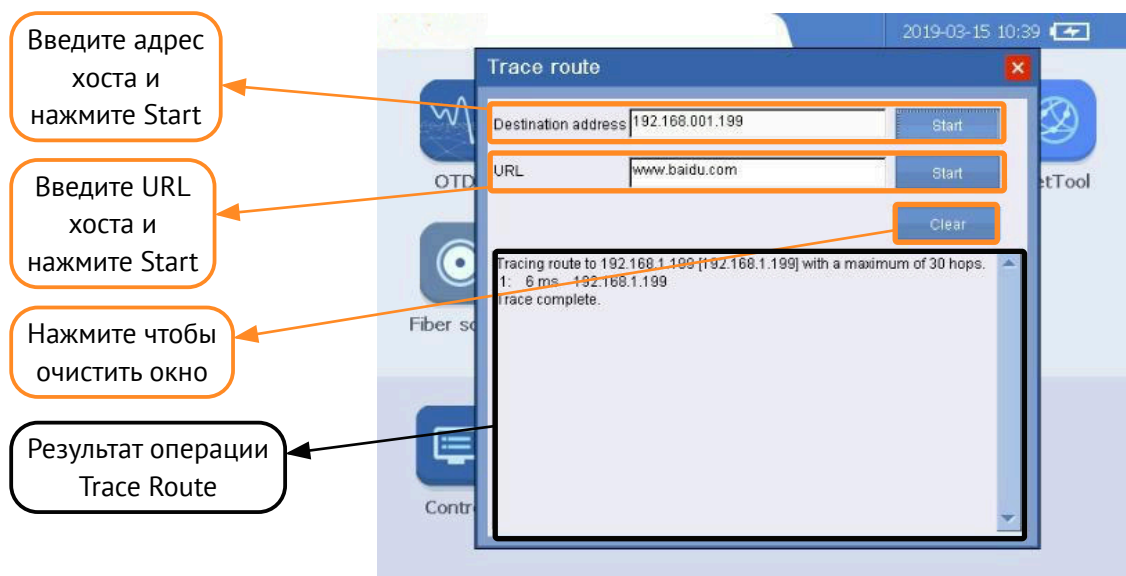 Введите адрес
хоста и
нажмите Start
Введите URL
хоста и
нажмите Start
Нажмите чтобы
очистить окно
Результат операции
Trace Route
2019-03-15 10:39
Trace route
Destination address 192.168.001.199 Start
URL www.baidu.com Start
Clear
Tracing route to 192.168.1.199 [192.168.1.199] with a maximum of 30 hops.
1: 6 ms 192.168.1.199
Trace complete.
OTD
etTool
Fiber sc
Contr